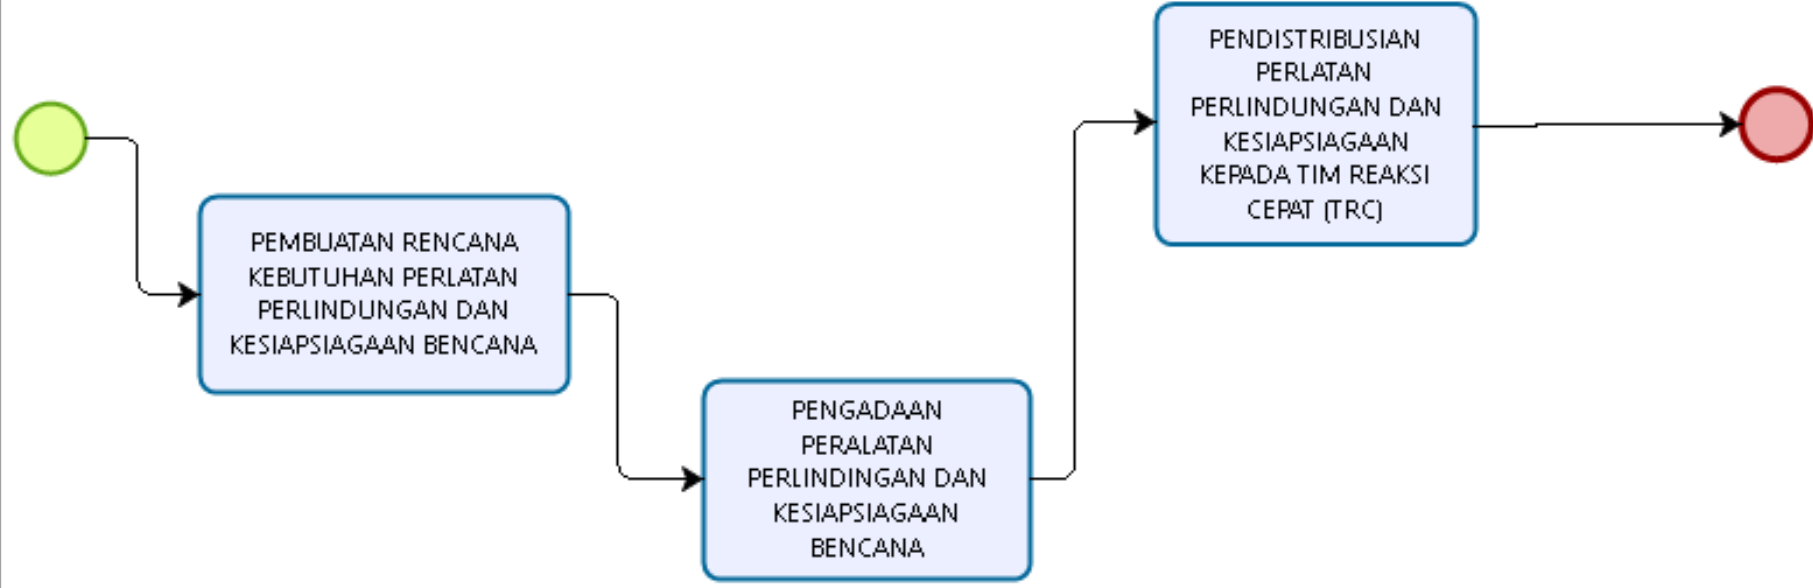 PEMBUATAN RENCANA
KEBUTUHAN PERLATAN
PERLINDUNGAN DAN
KESIAPSIAGAAN BENCANA
PENGADAAN
PERALATAN
PERLINDINGAN DAN
KESIAPSIAGAAN
BENCANA
PENDISTRIBUSIAN
PERLATAN
PERLINDUNGAN DAN
KESIAPSIAGAAN
KEPADA TIM REAKSI
CEPAT (TRC)